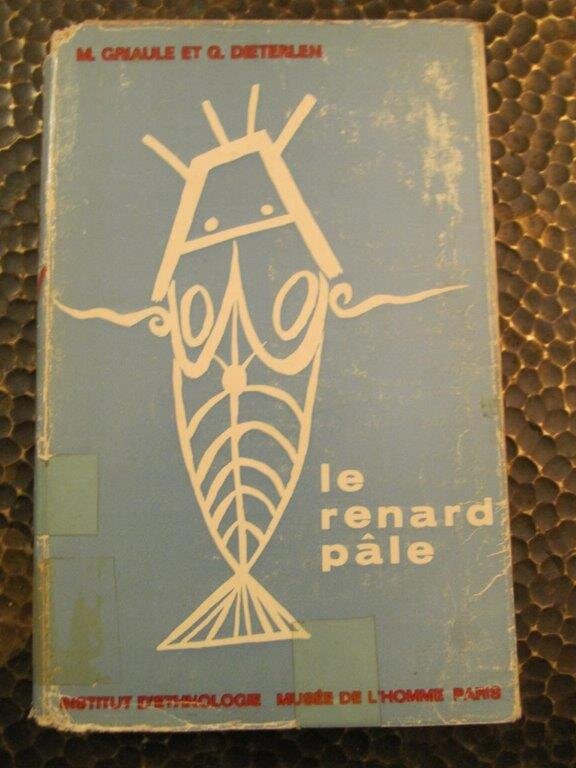 M. GRIAULE ET G. DIETERLEN
le
renard
pâle
INSTITUT D'ETHNOLOGIE MUSÉE DE L'HOMME PARIS